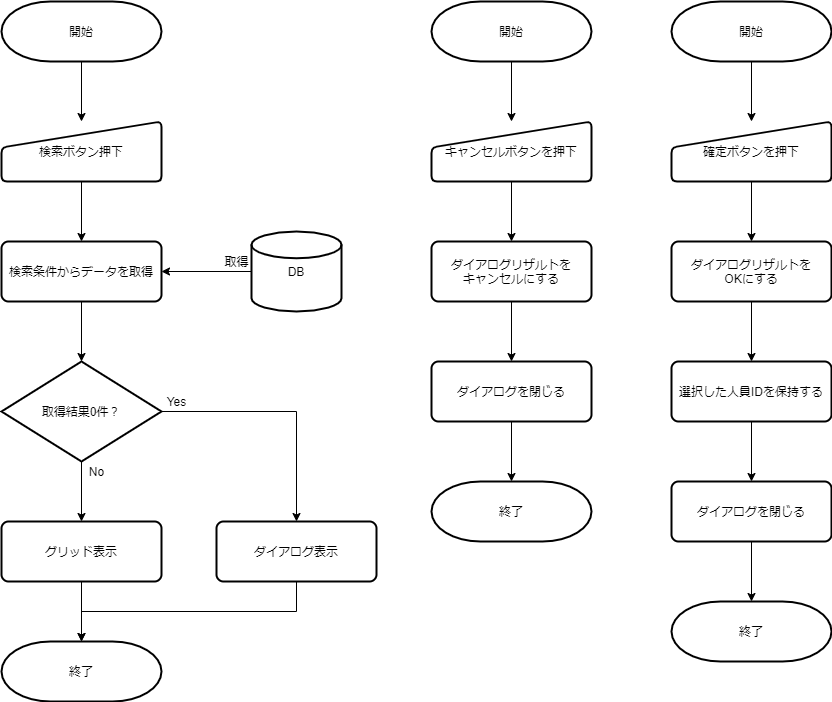 開始
検索ボタン押下
検索条件からデータを取得
取得
DB
取得結果0件？
Yes
No
グリッド表示
ダイアログ表示
終了
開始
キャンセルボタンを押下
ダイアログリザルトを
キャンセルにする
ダイアログを閉じる
終了
開始
確定ボタンを押下
ダイアログリザルトを
OKにする
選択した人員IDを保持する
ダイアログを閉じる
終了